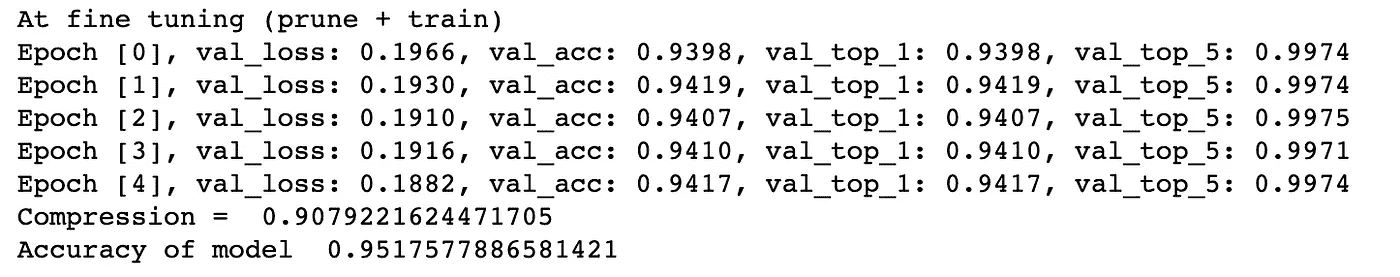 At fine tuning (prune + train)
Epoch [0], val_loss: 0.1966, val_acc: 0.9398, val_top_1: 0.9398, val_top_5: 0.9974
Epoch [1], val_loss: 0.1930, val_acc: 0.9419, val_top_1: 0.9419, val_top_5: 0.9974
Epoch [2], val_loss: 0.1910, val_acc: 0.9407, val_top_1: 0.9407, val_top_5: 0.9975
Epoch [3], val_loss: 0.1916, val_acc: 0.9410, val_top_1: 0.9410, val_top_5: 0.9971
Epoch [4], val_loss: 0.1882, val_acc: 0.9417, val_top_1: 0.9417, val_top_5: 0.9974
Compression =  0.9079221624471705
Accuracy of model  0.9517577886581421